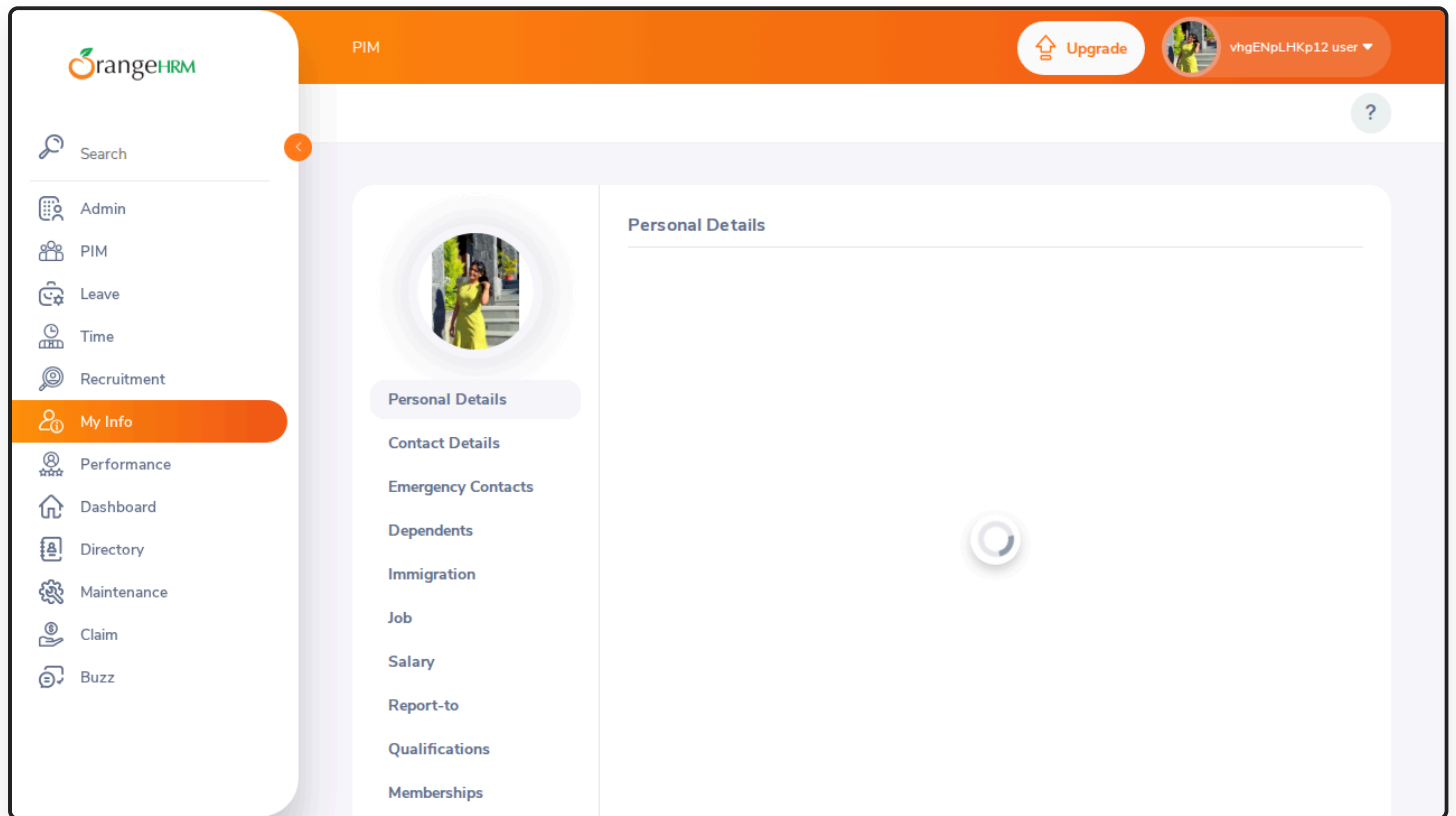 OrangeHRM
PIM
Upgrade
vhgENpLHKp12 user
?
Search
Admin
PIM
Leave
Time
Recruitment
My Info
Performance
Dashboard
Directory
Maintenance
Claim
Buzz
Personal Details
Contact Details
Emergency Contacts
Dependents
Immigration
Job
Salary
Report-to
Qualifications
Memberships
Personal Details